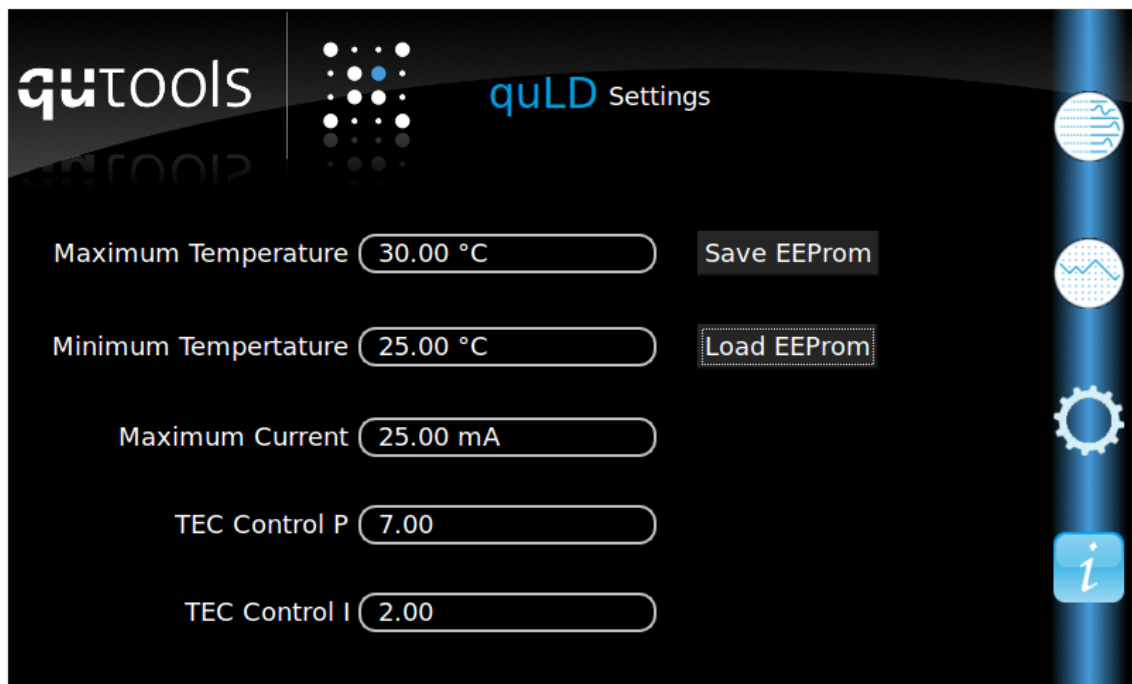 qutools
quLD Settings
Maximum Temperature 30.00 °C Save EEProm
Minimum Tempertature 25.00 °C Load EEProm
Maximum Current 25.00 mA
TEC Control P 7.00
TEC Control I 2.00
i